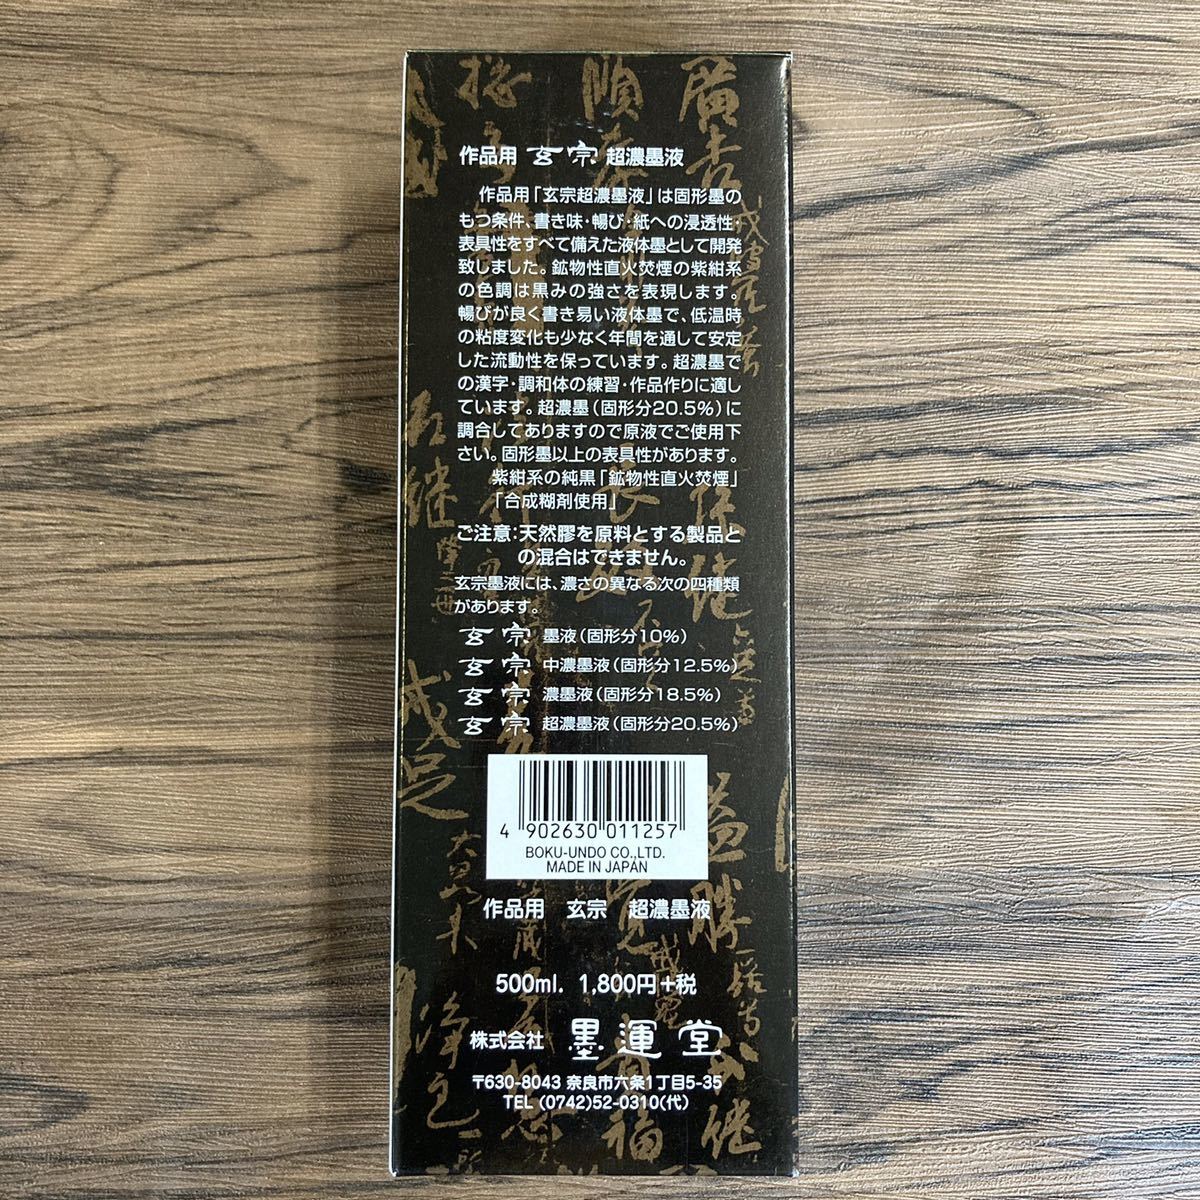 作品用 玄宗 超濃墨液
作品用「玄宗超濃墨液」は固形墨の
もつ条件、書き味・暢び・紙への浸透性・
表具性をすべて備えた液体墨として開発
致しました。鉱物性直火焚煙の紫紺系
の色調は黒みの強さを表現します。
暢びが良く書き易い液体墨で、低温時
の粘度変化も少なく年間を通して安定
した流動性を保っています。超濃墨で
の漢字・調和体の練習・作品作りに適し
ています。超濃墨(固形分20.5%)に
調合してありますので原液でご使用下
さい。固形墨以上の表具性があります。
紫紺系の純黒「鉱物性直火焚煙」
「合成糊剤使用」
ご注意:天然膠を原料とする製品と
の混合はできません。
玄宗墨液には、濃さの異なる次の四種類
があります。
玄宗 墨液(固形分10%)
玄宗 中濃墨液(固形分12.5%)
玄宗 濃墨液(固形分18.5%)
玄宗 超濃墨液(固形分20.5%)
4 902630 011257
BOKU-UNDO CO.,LTD.
MADE IN JAPAN
作品用 玄宗 超濃墨液
500ml. 1,800円+税
株式会社 墨運堂
〒630-8043 奈良市六条1丁目5-35
TEL (0742)52-0310(代)